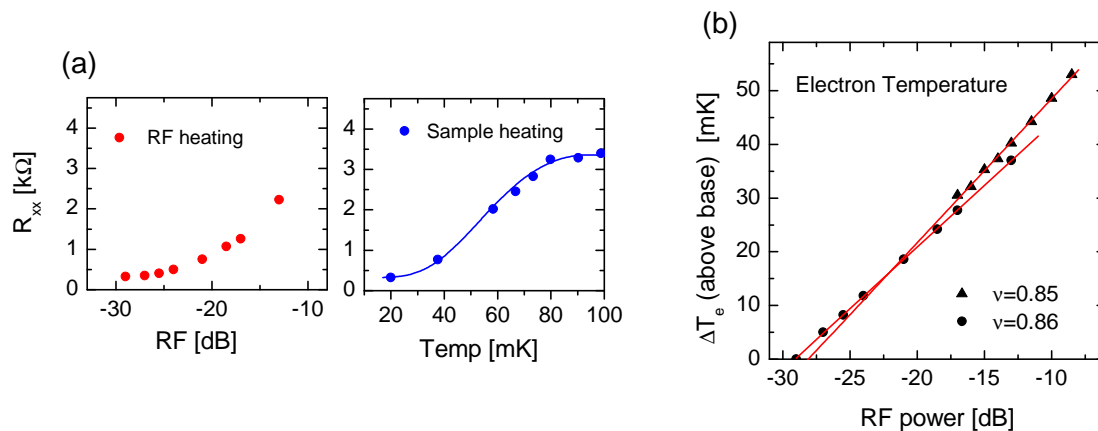 (a)
RF heating
R_xx [kΩ]
4
3
2
1
0
-30
-20
-10
RF [dB]
Sample heating
4
3
2
1
0
20
40
60
80
100
Temp [mK]
(b)
Electron Temperature
ΔT_e (above base) [mK]
50
40
30
20
10
0
ν=0.85
ν=0.86
-30
-25
-20
-15
-10
RF power [dB]